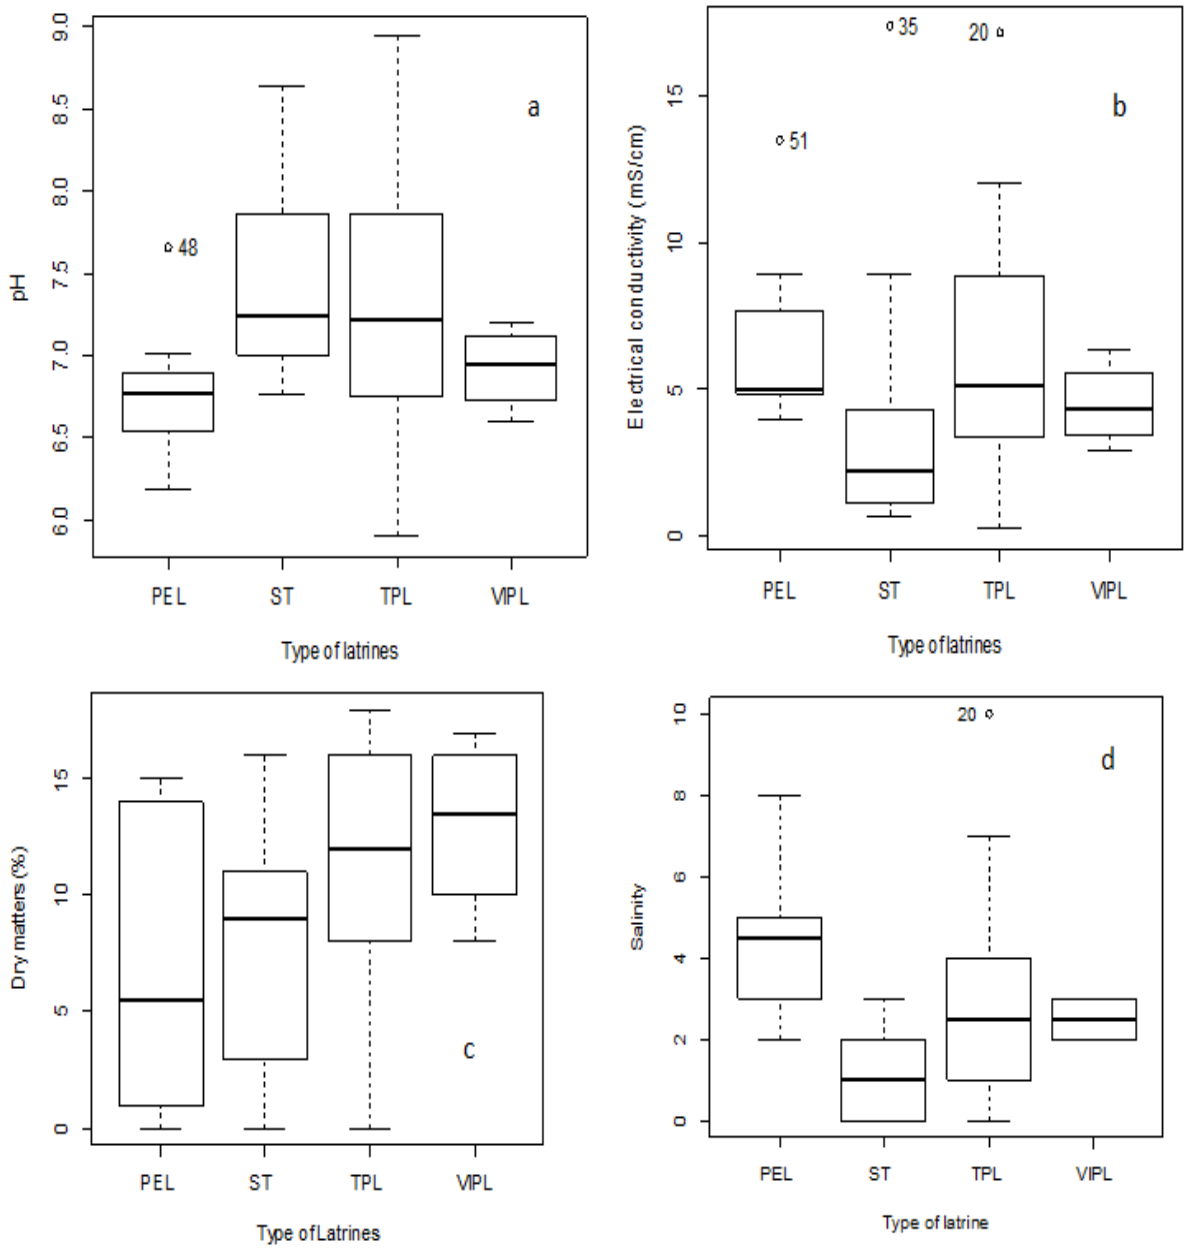 9.0
8.5
8.0
7.5
7.0
6.5
6.0
pH
a
48
PEL ST TPL VIPL
Type of latrines
15
10
5
0
Electrical conductivity (mS/cm)
b
51
35
20
PEL ST TPL VIPL
Type of latrines
15
10
5
0
Dry matters (%)
c
PEL ST TPL VIPL
Type of Latrines
10
8
6
4
2
0
Salinity
d
20
PEL ST TPL VIPL
Type of latrine